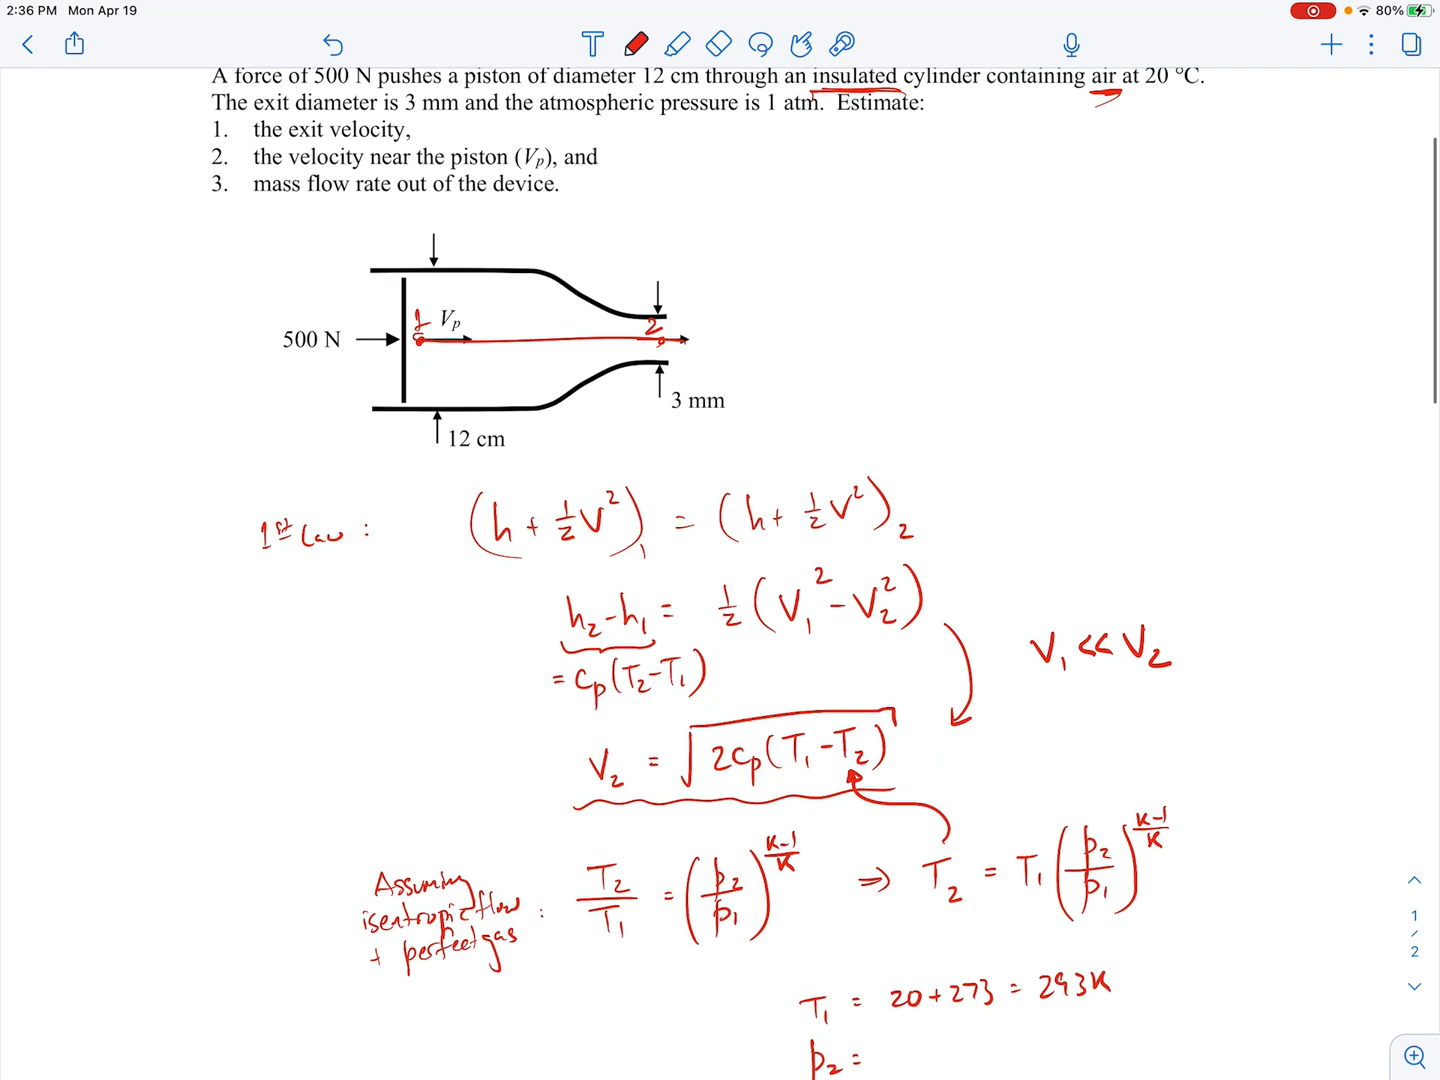 2:36 PM Mon Apr 19
80%
T
A force of 500 N pushes a piston of diameter 12 cm through an insulated cylinder containing air at 20 °C.
The exit diameter is 3 mm and the atmospheric pressure is 1 atm. Estimate:
1. the exit velocity,
2. the velocity near the piston (Vₚ), and
3. mass flow rate out of the device.
1 Vₚ
2
500 N
3 mm
12 cm
1st Law : (h + ½V²)₁ = (h + ½V²)₂
h₂-h₁ = ½(V₁² - V₂²)
V₁ << V₂
= cp(T₂-T₁)
V₂ = √(2cp(T₁-T₂))
Assuming isentropic flow + perfect gas : T₂/T₁ = (p₂/p₁)^((k-1)/k) ⇒ T₂ = T₁(p₂/p₁)^((k-1)/k)
T₁ = 20+273 = 293K
p₂ =
1
/
2